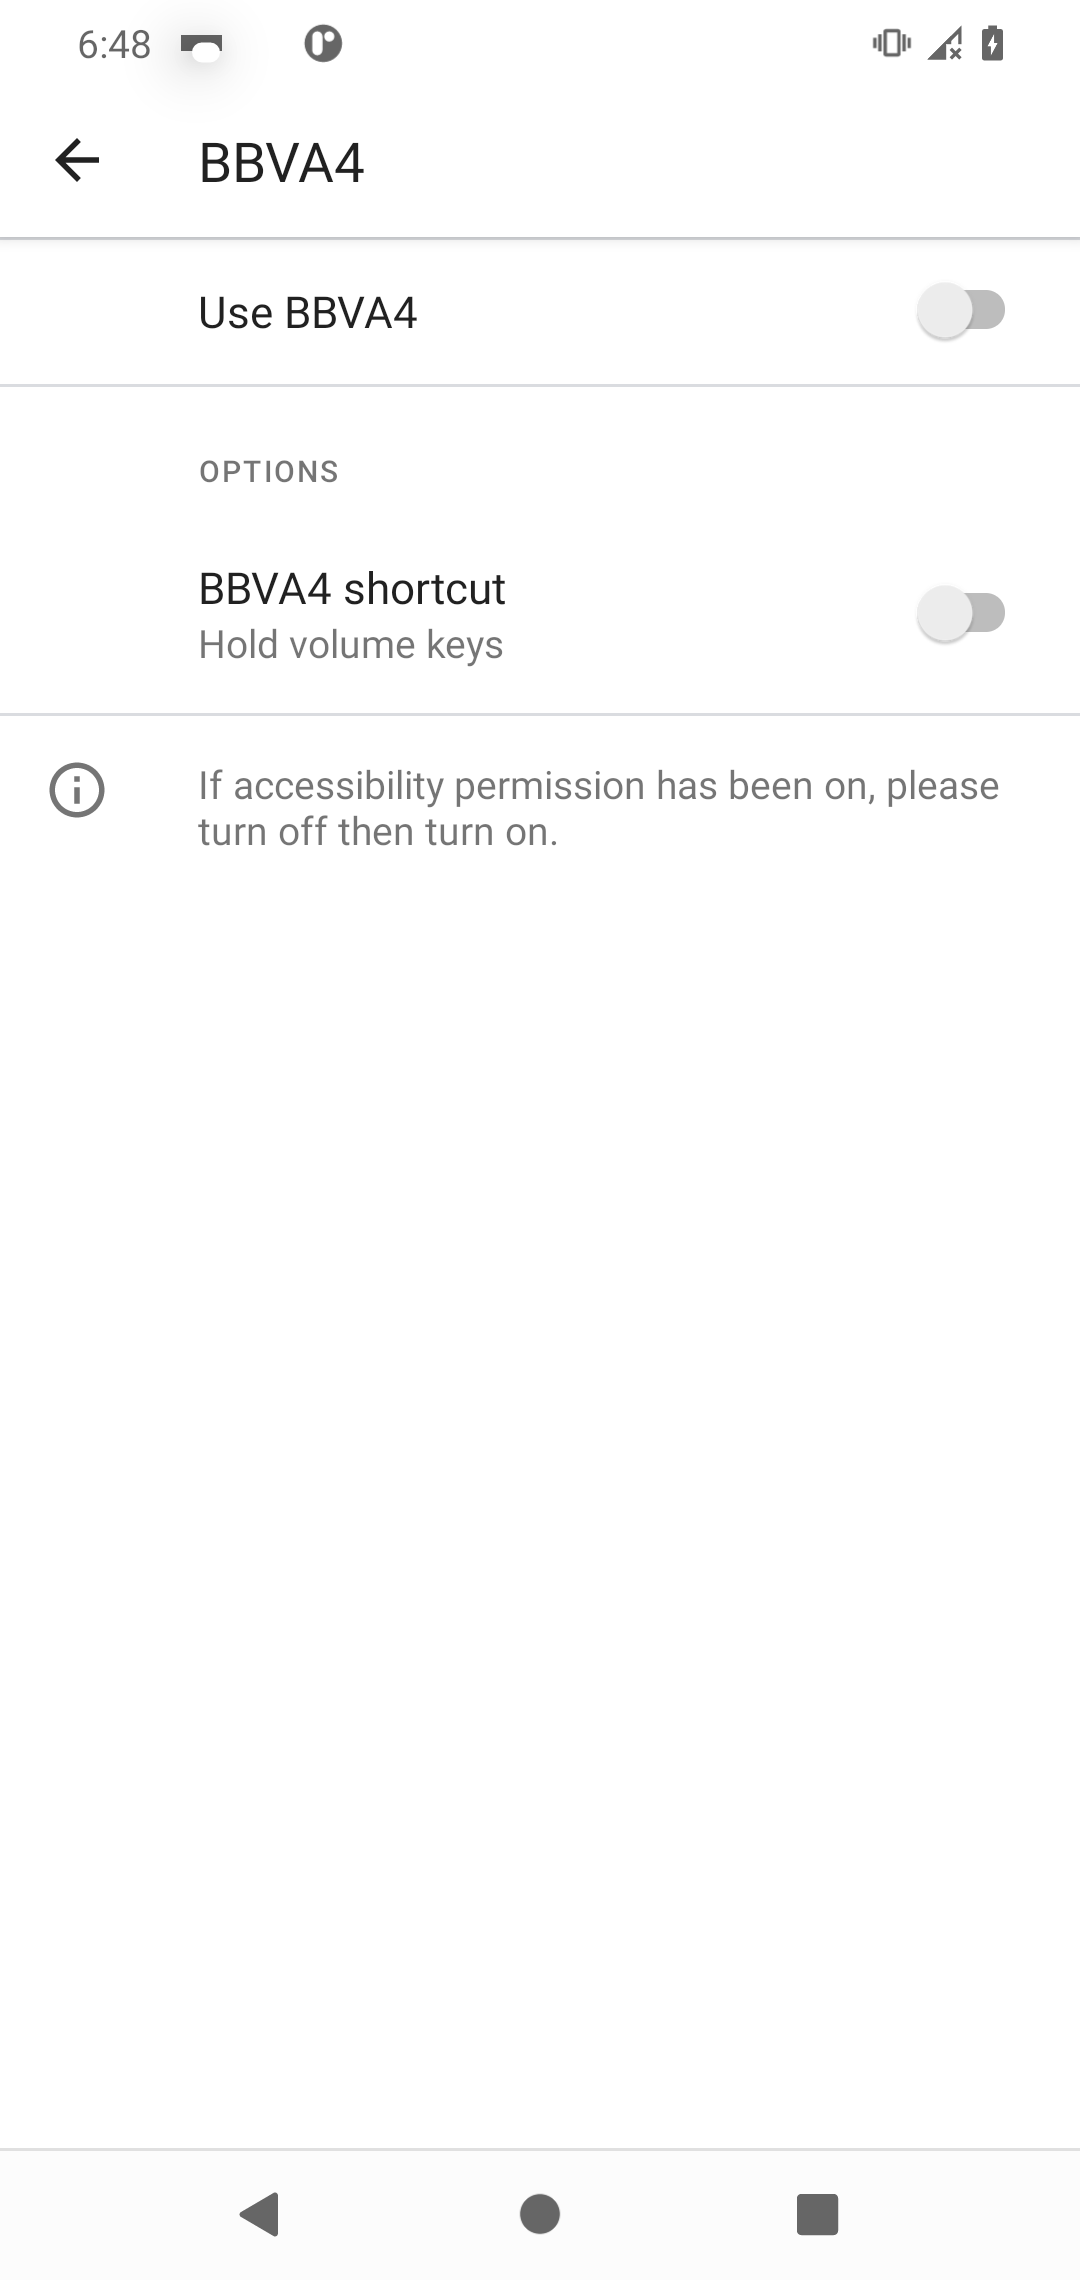 6:48
BBVA4
Use BBVA4
OPTIONS
BBVA4 shortcut
Hold volume keys
If accessibility permission has been on, please
turn off then turn on.